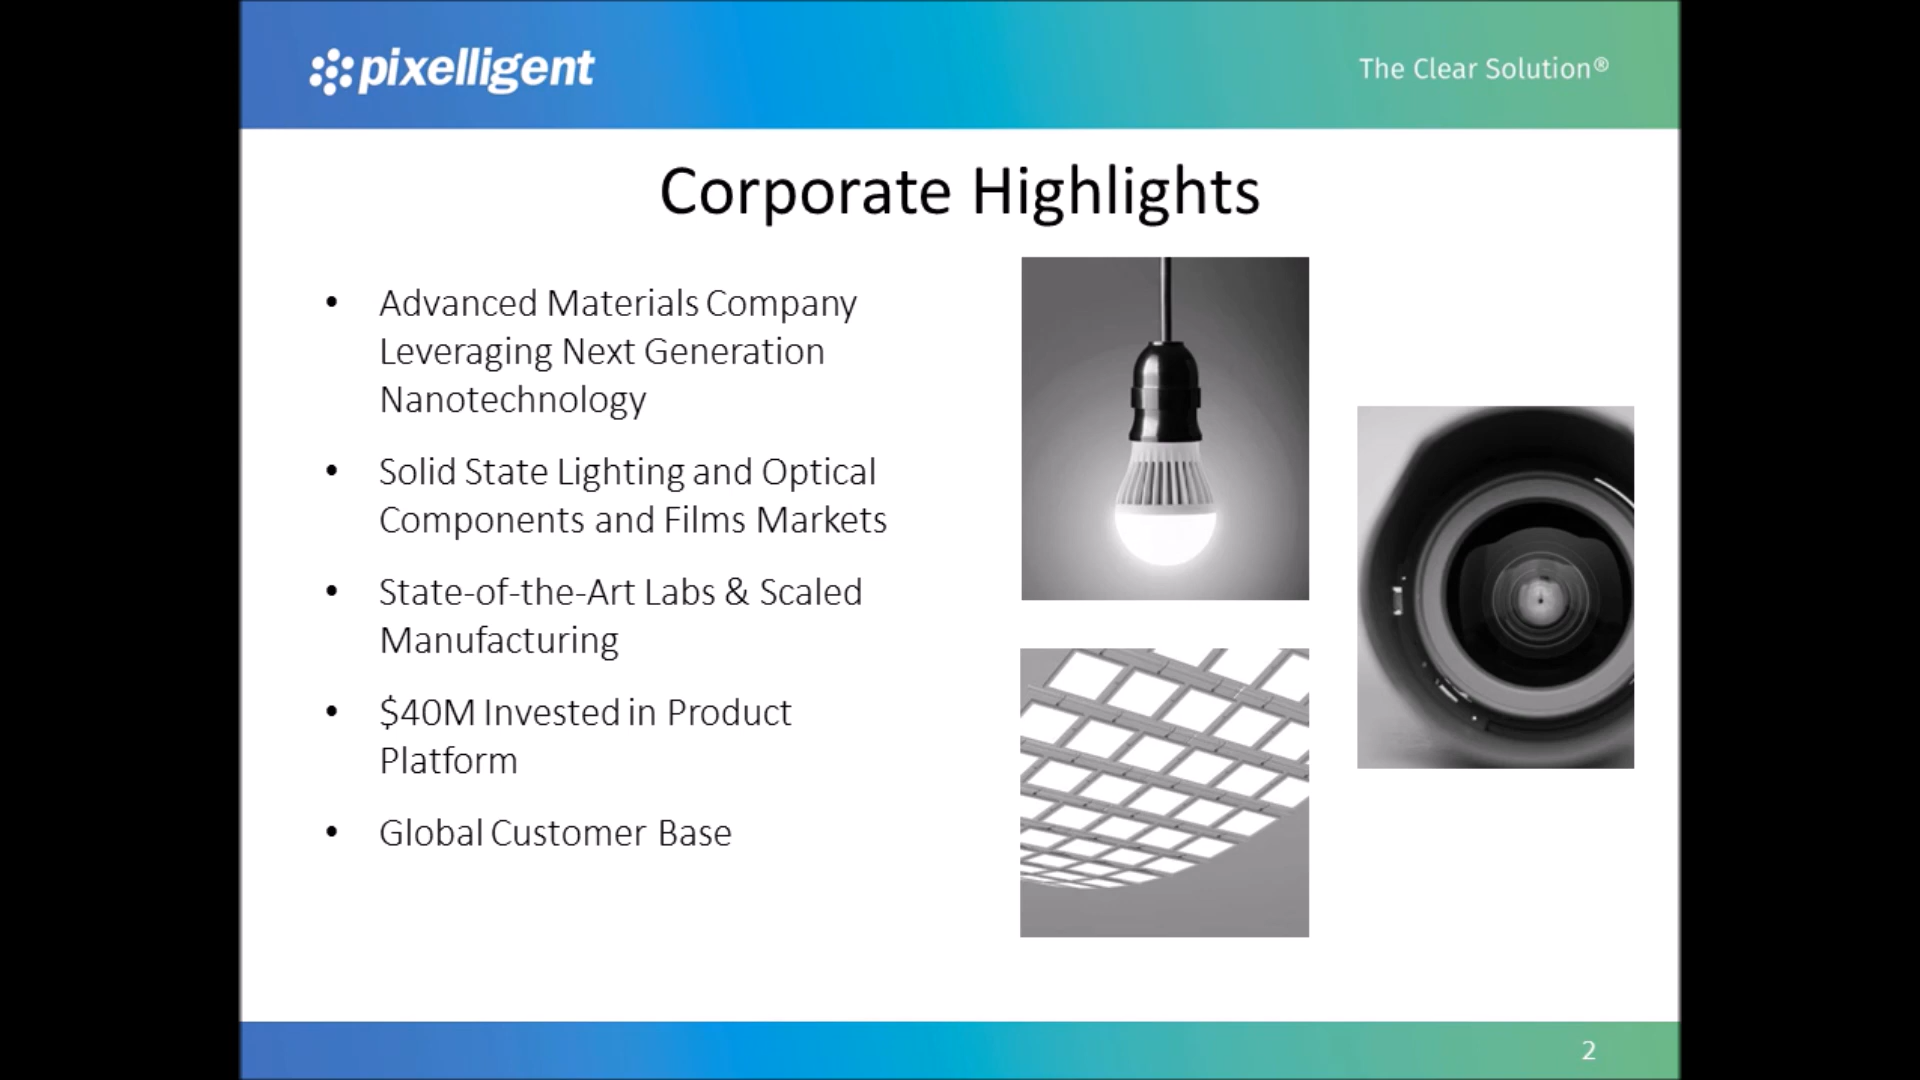 pixelligent
The Clear Solution®
Corporate Highlights
• Advanced Materials Company
Leveraging Next Generation
Nanotechnology
• Solid State Lighting and Optical
Components and Films Markets
• State-of-the-Art Labs & Scaled
Manufacturing
• $40M Invested in Product
Platform
• Global Customer Base
2